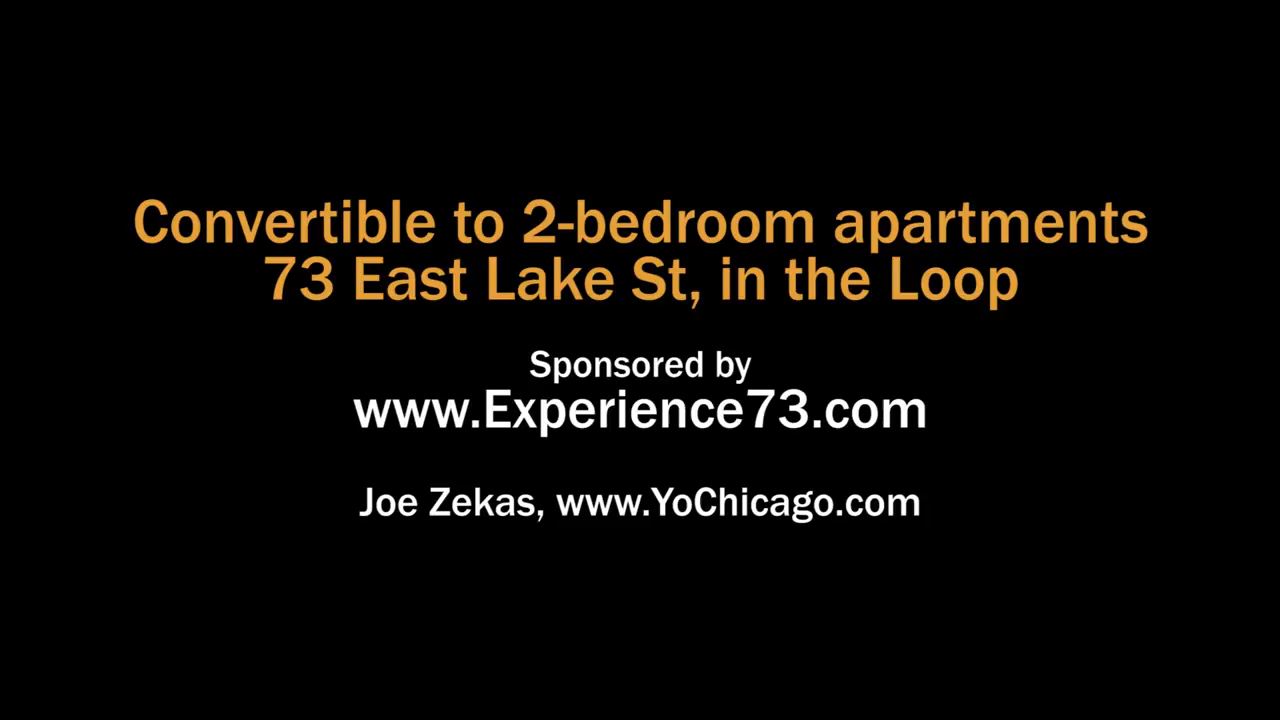 Convertible to 2-bedroom apartments
73 East Lake St, in the Loop
Sponsored by
www.Experience73.com
Joe Zekas, www.YoChicago.com